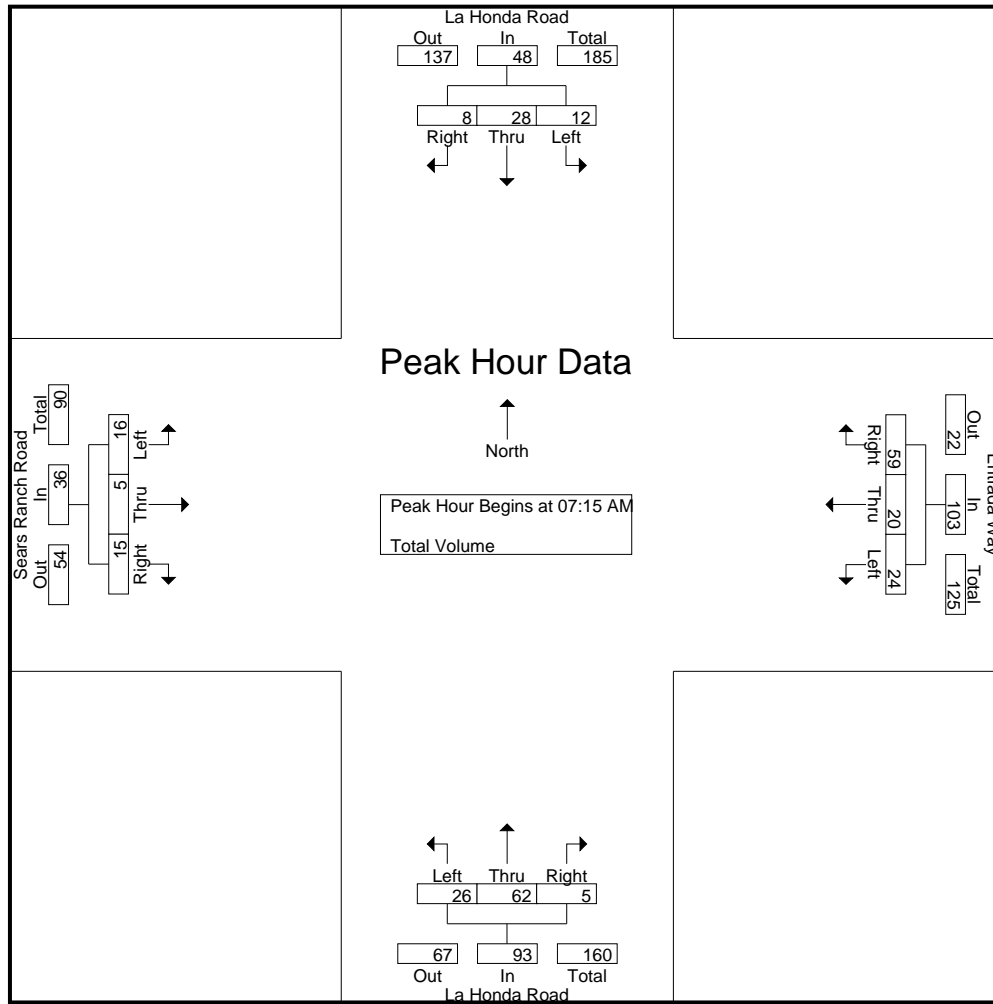 La Honda Road
Out In Total
137 48 185
8 28 12
Right Thru Left
Peak Hour Data
North
Peak Hour Begins at 07:15 AM
Total Volume
Sears Ranch Road
Total In Out
90 36 54
16 5 15
Left Thru Right
Entrada Way
Out In Total
22 103 125
59 20 24
Right Thru Left
Left Thru Right
26 62 5
67 93 160
Out In Total
La Honda Road